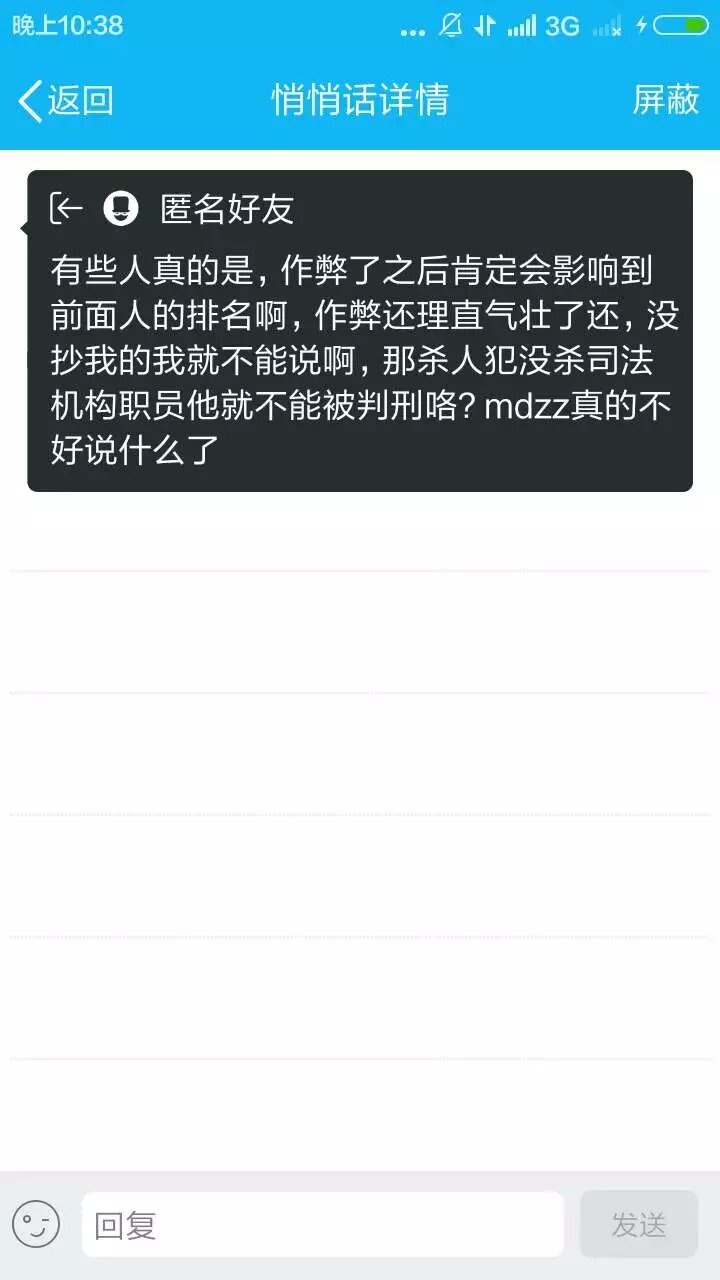 晚上10:38
3G
返回
悄悄话详情
屏蔽
匿名好友
有些人真的是,作弊了之后肯定会影响到
前面人的排名啊,作弊还理直气壮了还,没
抄我的我就不能说啊,那杀人犯没杀司法
机构职员他就不能被判刑咯?mdzz真的不
好说什么了
回复
发送